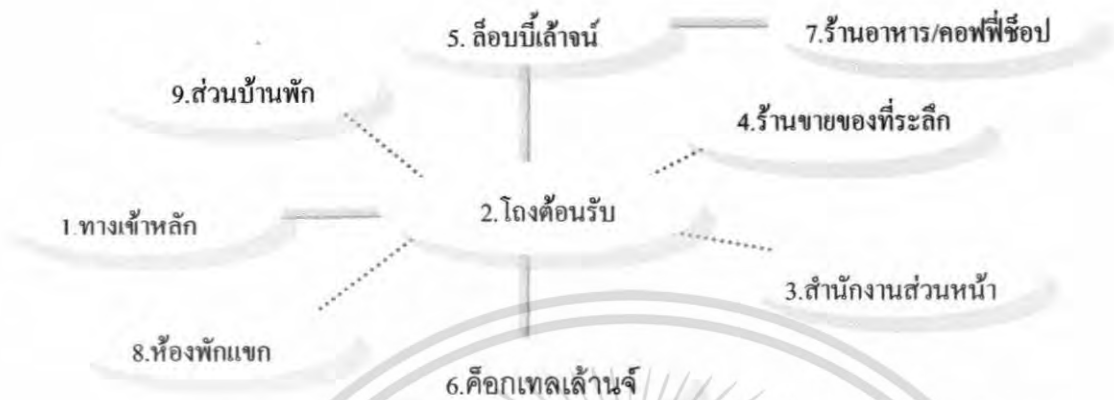 5. ล็อบบี้เล้าจน์
7.ร้านอาหาร/คอฟฟี่ช็อป
9.ส่วนบ้านพัก
4.ร้านขายของที่ระลึก
1.ทางเข้าหลัก
2.โถงต้อนรับ
3.สำนักงานส่วนหน้า
8.ห้องพักแขก
6.ค็อกเทลเล้านจ์